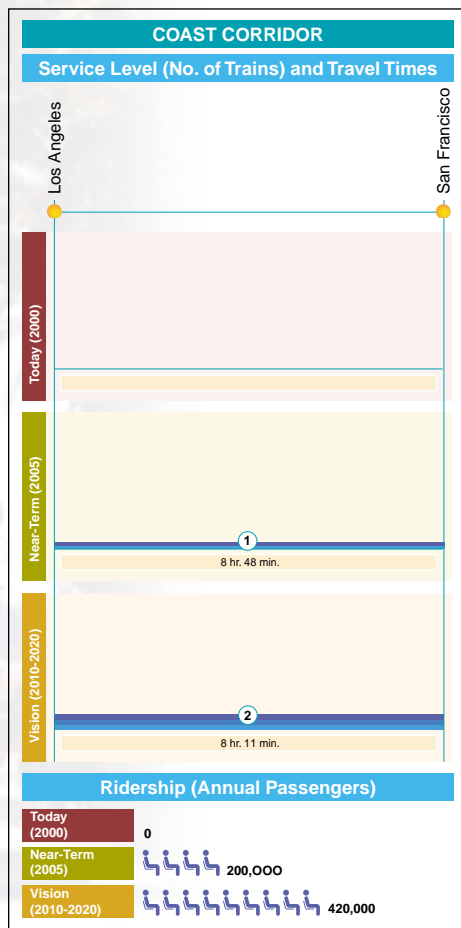 COAST CORRIDOR
Service Level (No. of Trains) and Travel Times
Los Angeles
San Francisco
Today (2000)
Near-Term (2005)
1
8 hr. 48 min.
Vision (2010-2020)
2
8 hr. 11 min.
Ridership (Annual Passengers)
Today
(2000)
0
Near-Term
(2005)
200,OOO
Vision
(2010-2020)
420,000